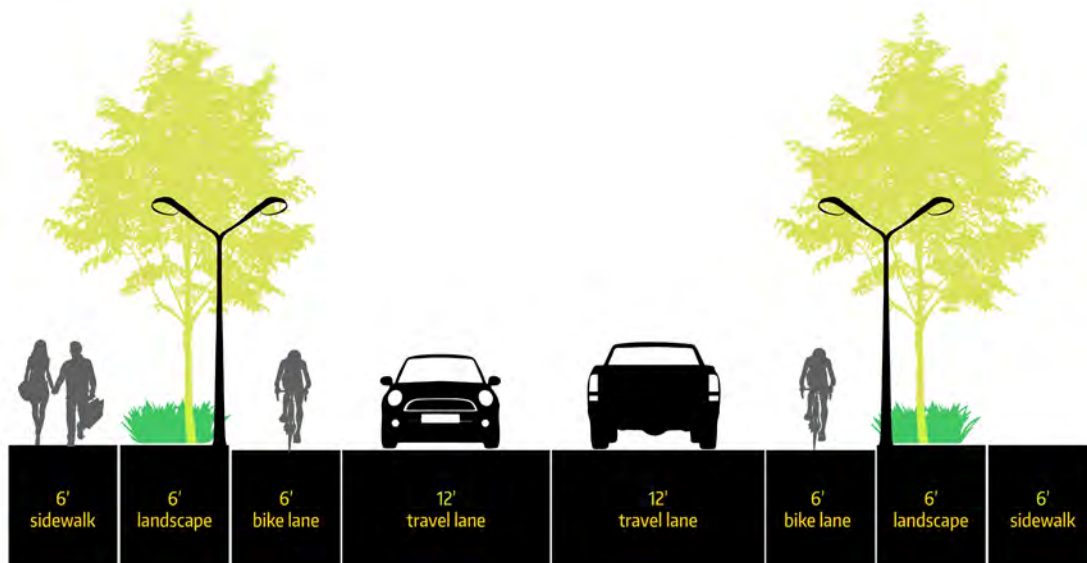 6'
sidewalk
6'
landscape
6'
bike lane
12'
travel lane
12'
travel lane
6'
bike lane
6'
landscape
6'
sidewalk